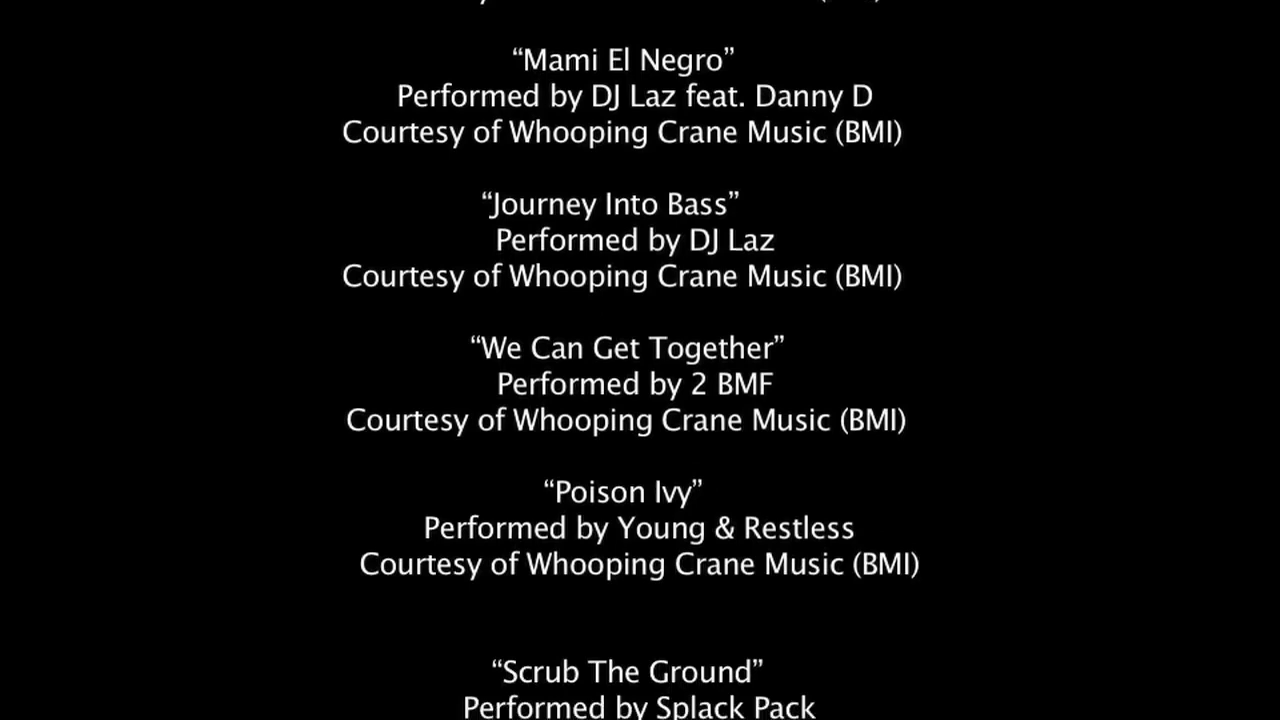 “Mami El Negro”
Performed by DJ Laz feat. Danny D
Courtesy of Whooping Crane Music (BMI)
“Journey Into Bass”
Performed by DJ Laz
Courtesy of Whooping Crane Music (BMI)
“We Can Get Together”
Performed by 2 BMF
Courtesy of Whooping Crane Music (BMI)
“Poison Ivy”
Performed by Young & Restless
Courtesy of Whooping Crane Music (BMI)
“Scrub The Ground”
Performed by Splack Pack